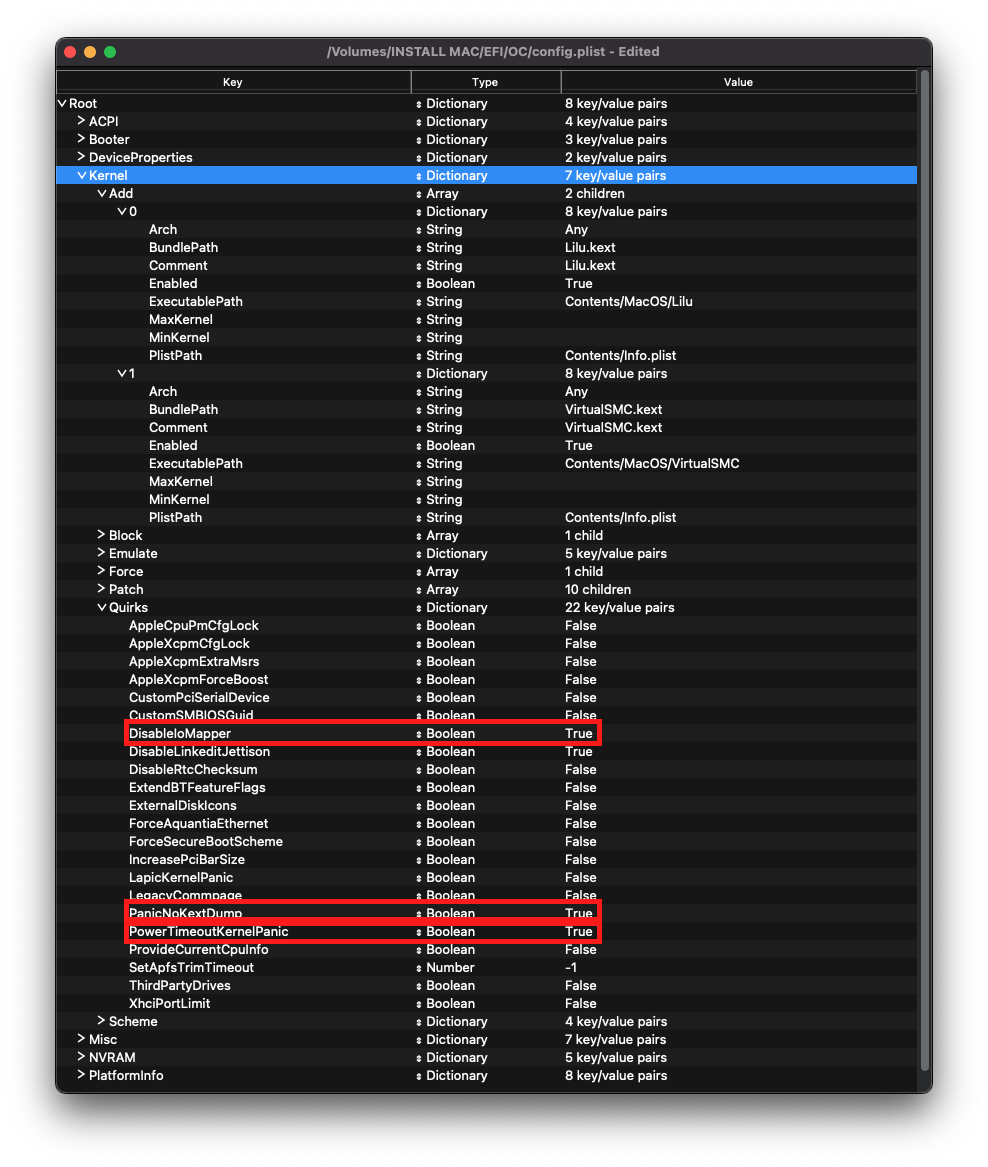 /Volumes/INSTALL MAC/EFI/OC/config.plist - Edited
Key Type Value
Root Dictionary 8 key/value pairs
ACPI Dictionary 4 key/value pairs
Booter Dictionary 3 key/value pairs
DeviceProperties Dictionary 2 key/value pairs
Kernel Dictionary 7 key/value pairs
Add Array 2 children
0 Dictionary 8 key/value pairs
Arch String Any
BundlePath String Lilu.kext
Comment String Lilu.kext
Enabled Boolean True
ExecutablePath String Contents/MacOS/Lilu
MaxKernel String
MinKernel String
PlistPath String Contents/Info.plist
1 Dictionary 8 key/value pairs
Arch String Any
BundlePath String VirtualSMC.kext
Comment String VirtualSMC.kext
Enabled Boolean True
ExecutablePath String Contents/MacOS/VirtualSMC
MaxKernel String
MinKernel String
PlistPath String Contents/Info.plist
Block Array 1 child
Emulate Dictionary 5 key/value pairs
Force Array 1 child
Patch Array 10 children
Quirks Dictionary 22 key/value pairs
AppleCpuPmCfgLock Boolean False
AppleXcpmCfgLock Boolean False
AppleXcpmExtraMsrs Boolean False
AppleXcpmForceBoost Boolean False
CustomPciSerialDevice Boolean False
CustomSMBIOSGuid Boolean False
DisableIoMapper Boolean True
DisableLinkeditJettison Boolean True
DisableRtcChecksum Boolean False
ExtendBTFeatureFlags Boolean False
ExternalDiskIcons Boolean False
ForceAquantiaEthernet Boolean False
ForceSecureBootScheme Boolean False
IncreasePciBarSize Boolean False
LapicKernelPanic Boolean False
LegacyCommpage Boolean False
PanicNoKextDump Boolean True
PowerTimeoutKernelPanic Boolean True
ProvideCurrentCpuInfo Boolean False
SetApfsTrimTimeout Number -1
ThirdPartyDrives Boolean False
XhciPortLimit Boolean False
Scheme Dictionary 4 key/value pairs
Misc Dictionary 7 key/value pairs
NVRAM Dictionary 5 key/value pairs
PlatformInfo Dictionary 8 key/value pairs